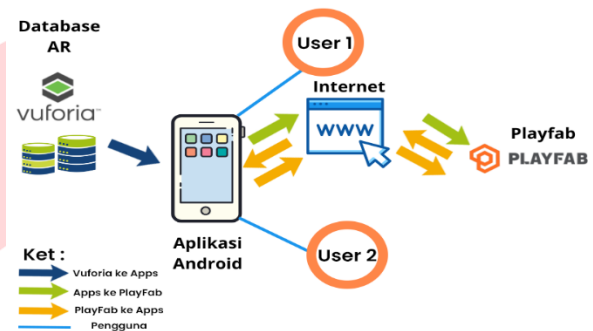 Database
AR
vuforia™
User 1
Internet
www
Playfab
PLAYFAB
Aplikasi
Android
User 2
Ket :
Vuforia ke Apps
Apps ke PlayFab
PlayFab ke Apps
Pengguna